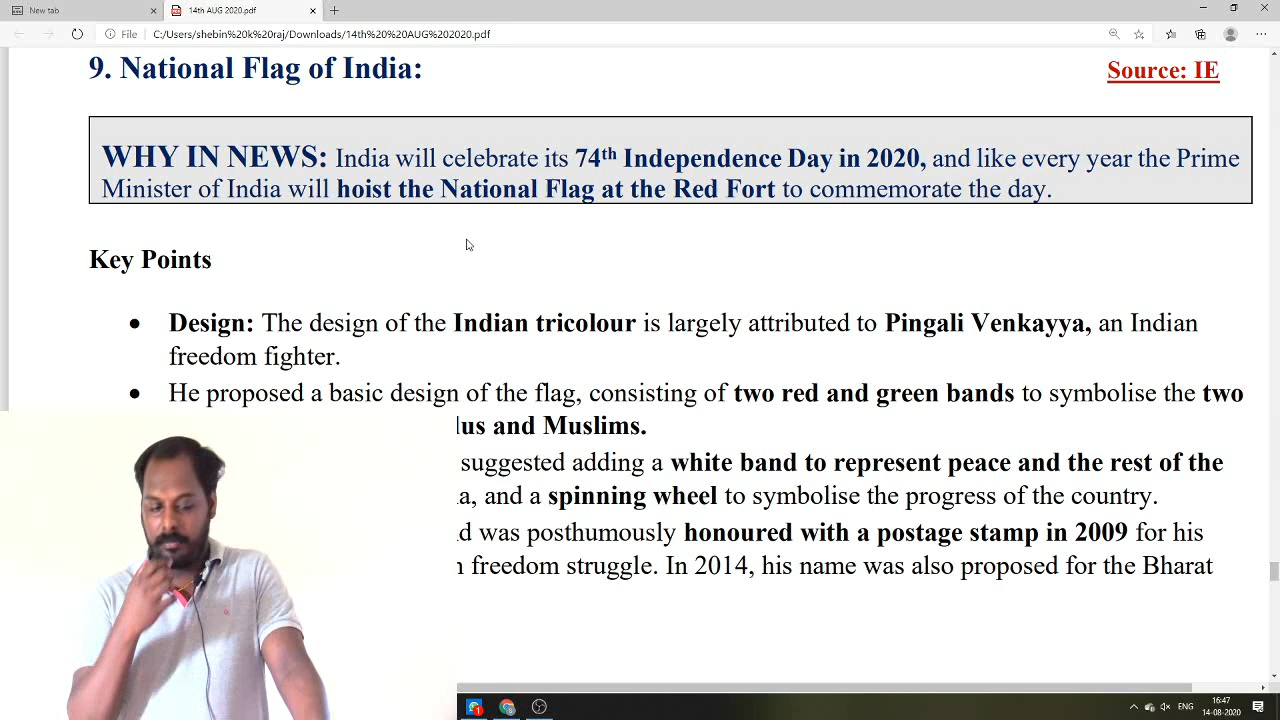 New tab
14th AUG 2020.pdf
File
C:/Users/shebin%20k%20raj/Downloads/14th%20%20AUG%202020.pdf
9. National Flag of India:
Source: IE
WHY IN NEWS: India will celebrate its 74th Independence Day in 2020, and like every year the Prime
Minister of India will hoist the National Flag at the Red Fort to commemorate the day.
Key Points
Design: The design of the Indian tricolour is largely attributed to Pingali Venkayya, an Indian
freedom fighter.
He proposed a basic design of the flag, consisting of two red and green bands to symbolise the two
lus and Muslims.
suggested adding a white band to represent peace and the rest of the
a, and a spinning wheel to symbolise the progress of the country.
d was posthumously honoured with a postage stamp in 2009 for his
freedom struggle. In 2014, his name was also proposed for the Bharat
1
ENG
16:47
14-08-2020